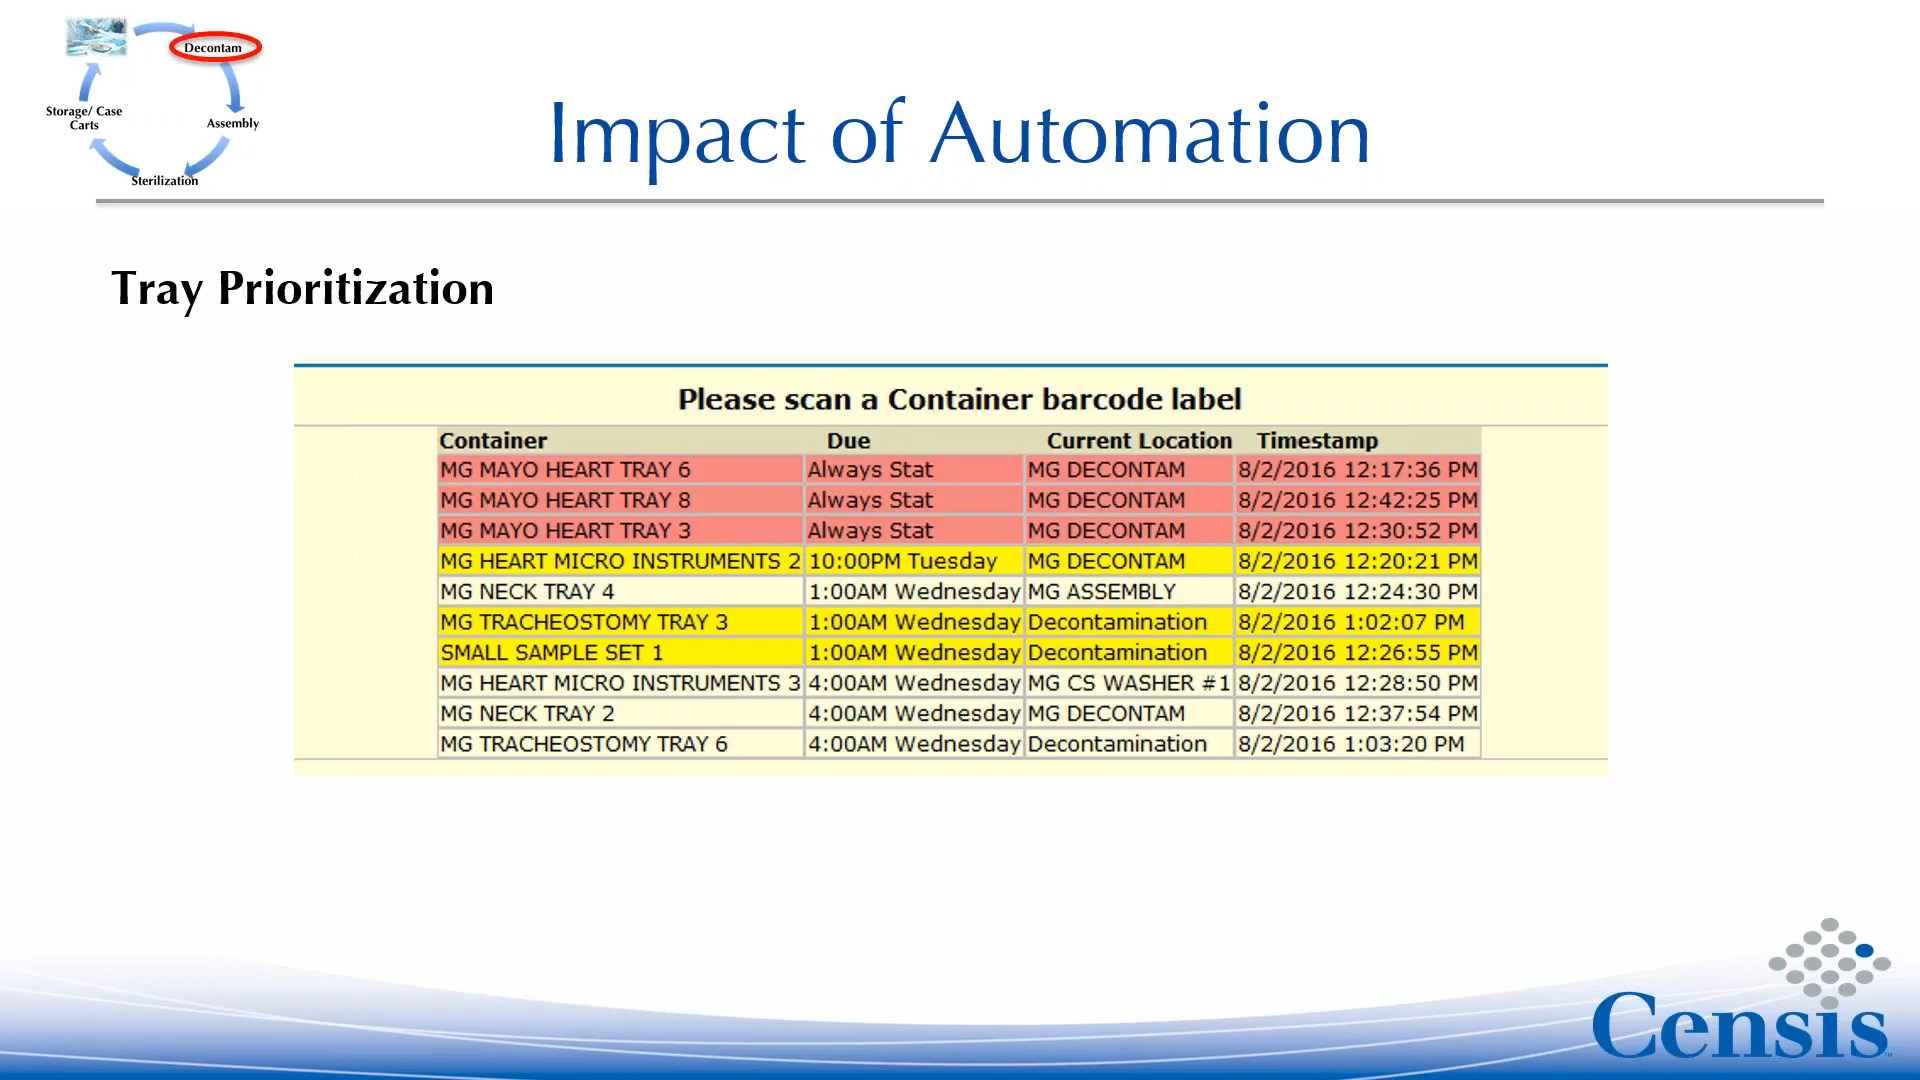 Decontam
Storage/ Case
Carts
Assembly
Sterilization
Impact of Automation
Tray Prioritization
Please scan a Container barcode label
Container Due Current Location Timestamp
MG MAYO HEART TRAY 6 Always Stat MG DECONTAM 8/2/2016 12:17:36 PM
MG MAYO HEART TRAY 8 Always Stat MG DECONTAM 8/2/2016 12:42:25 PM
MG MAYO HEART TRAY 3 Always Stat MG DECONTAM 8/2/2016 12:30:52 PM
MG HEART MICRO INSTRUMENTS 2 10:00PM Tuesday MG DECONTAM 8/2/2016 12:20:21 PM
MG NECK TRAY 4 1:00AM Wednesday MG ASSEMBLY 8/2/2016 12:24:30 PM
MG TRACHEOSTOMY TRAY 3 1:00AM Wednesday Decontamination 8/2/2016 1:02:07 PM
SMALL SAMPLE SET 1 1:00AM Wednesday Decontamination 8/2/2016 12:26:55 PM
MG HEART MICRO INSTRUMENTS 3 4:00AM Wednesday MG CS WASHER #1 8/2/2016 12:28:50 PM
MG NECK TRAY 2 4:00AM Wednesday MG DECONTAM 8/2/2016 12:37:54 PM
MG TRACHEOSTOMY TRAY 6 4:00AM Wednesday Decontamination 8/2/2016 1:03:20 PM
Censis